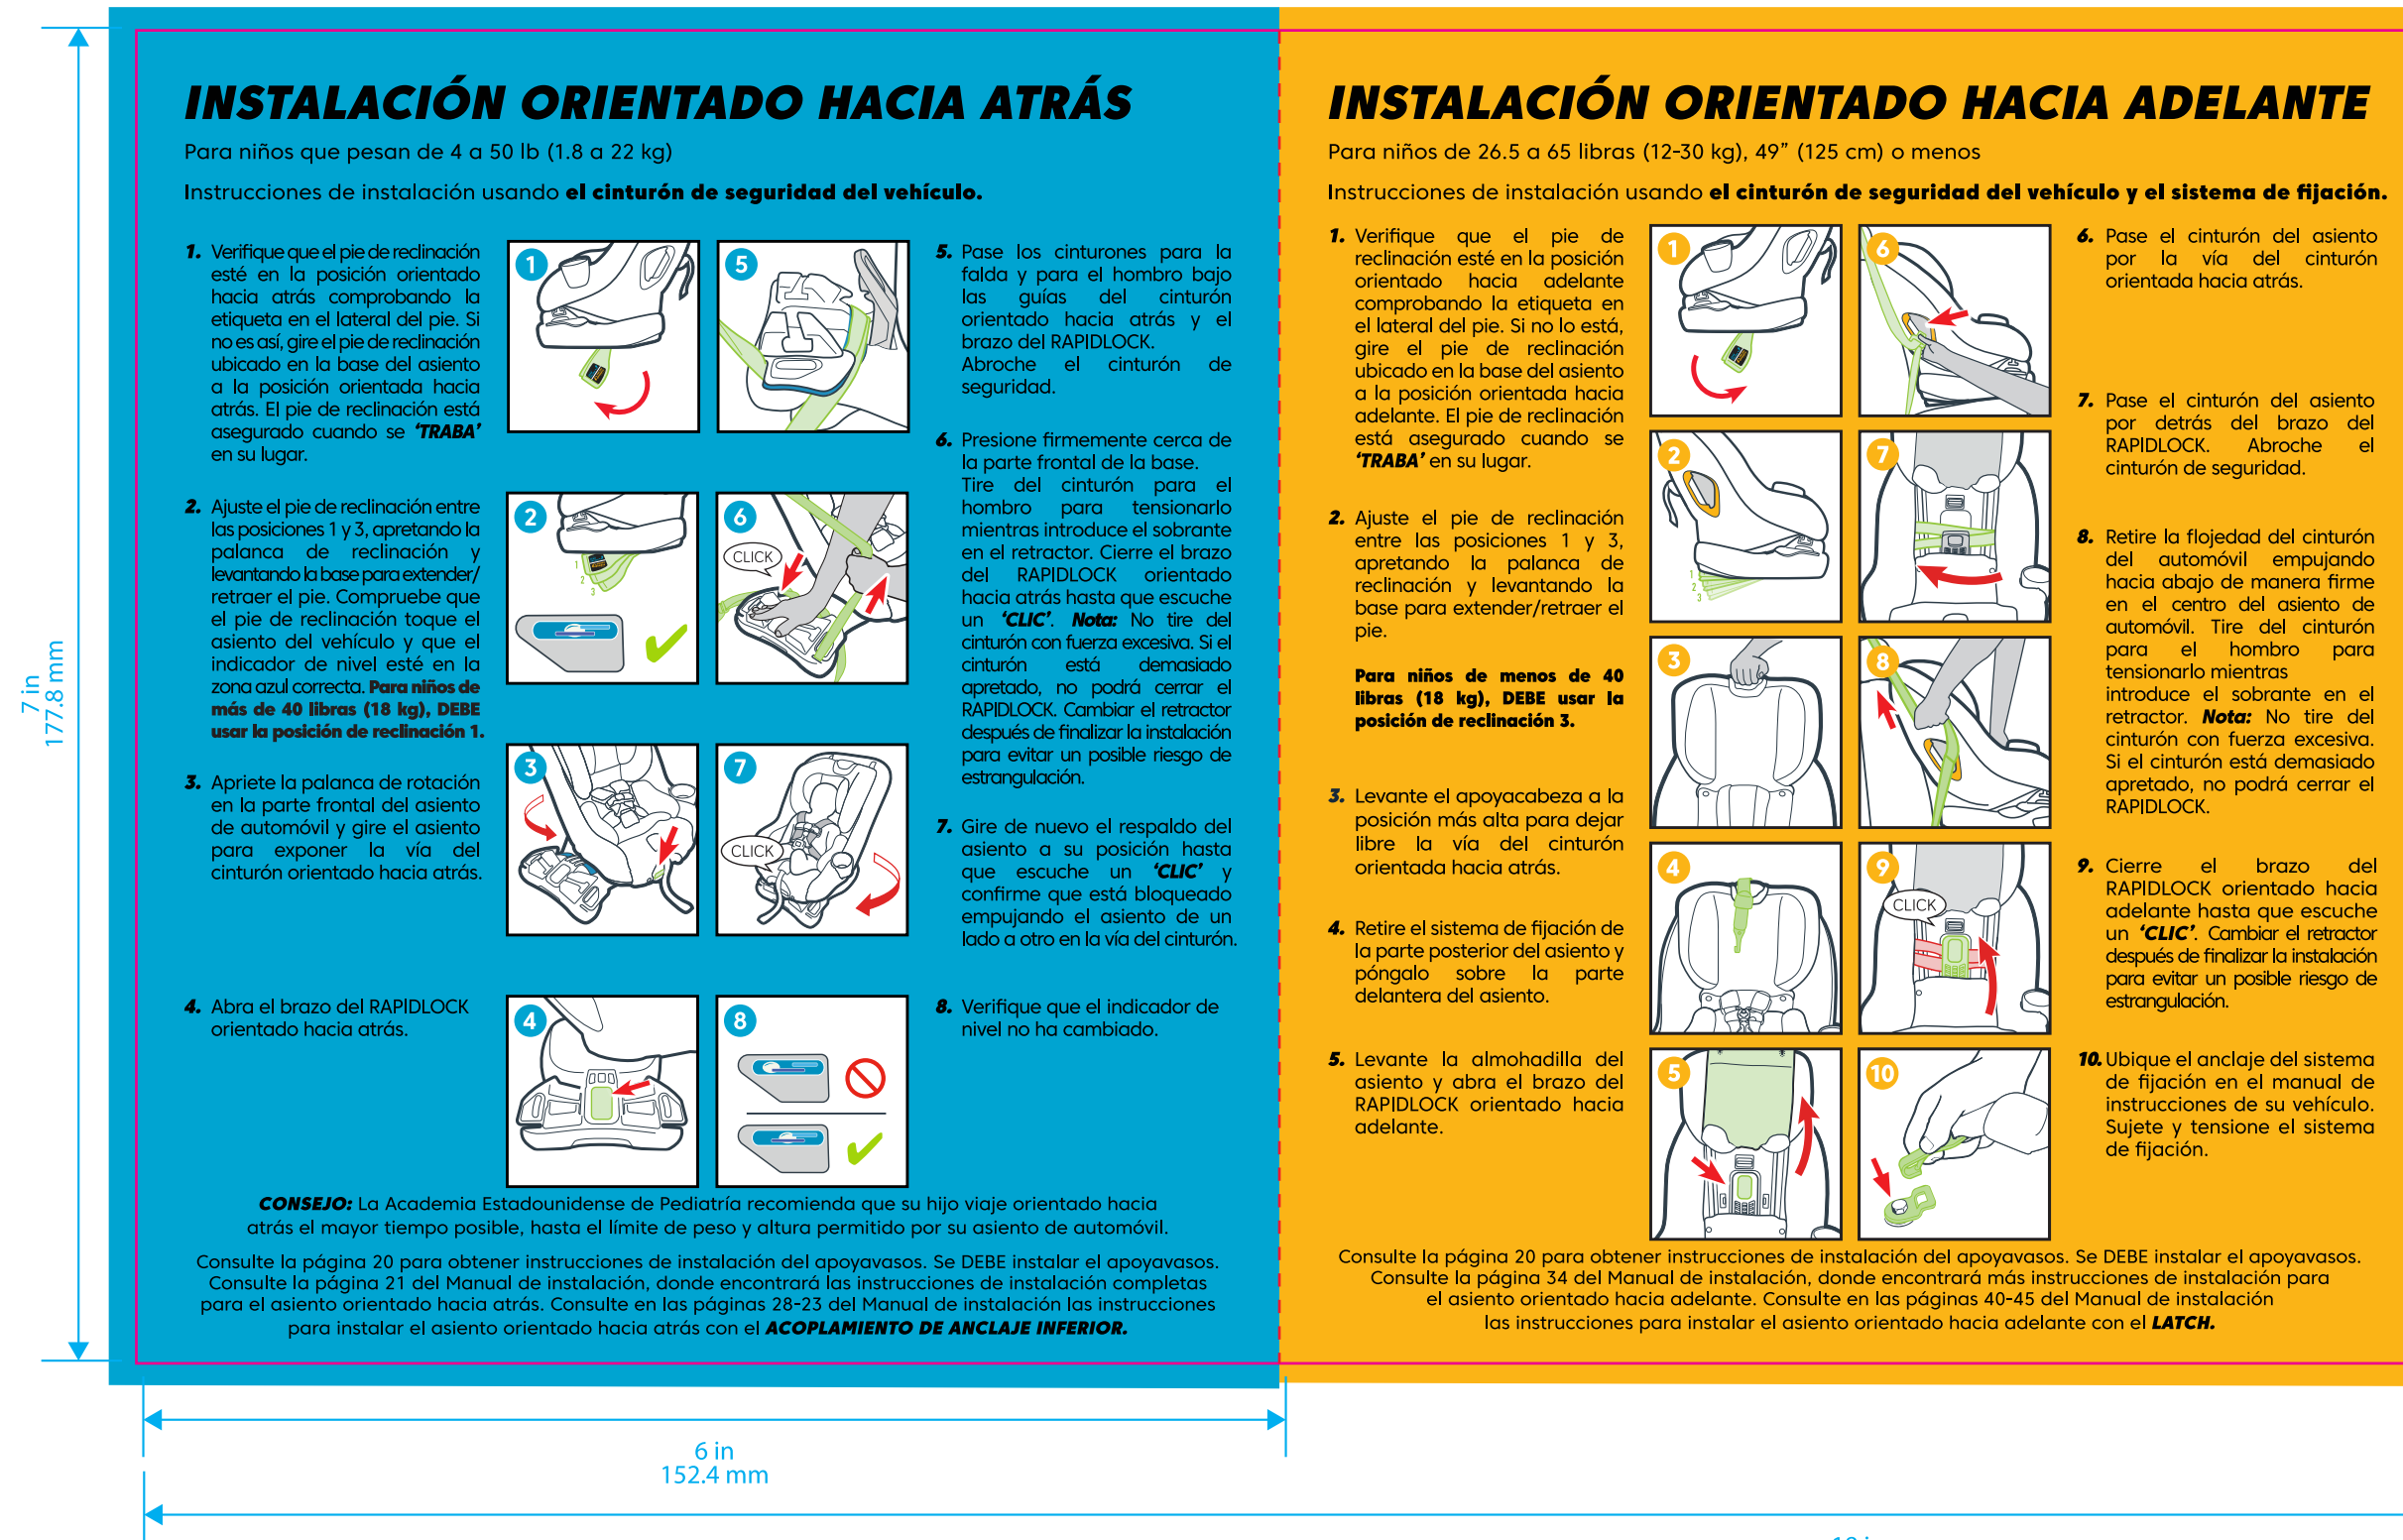 INSTALACIÓN ORIENTADO HACIA ATRÁS
Para niños que pesan de 4 a 50 lb (1.8 a 22 kg)
Instrucciones de instalación usando el cinturón de seguridad del vehículo.
1. Verifique que el pie de reclinación
esté en la posición orientado
hacia atrás comprobando la
etiqueta en el lateral del pie. Si
no es así, gire el pie de reclinación
ubicado en la base del asiento
a la posición orientada hacia
atrás. El pie de reclinación está
asegurado cuando se ‘TRABA’
en su lugar.
2. Ajuste el pie de reclinación entre
las posiciones 1 y 3, apretando la
palanca de reclinación y
levantando la base para extender/
retraer el pie. Compruebe que
el pie de reclinación toque el
asiento del vehículo y que el
indicador de nivel esté en la
zona azul correcta. Para niños de
más de 40 libras (18 kg), DEBE
usar la posición de reclinación 1.
3. Apriete la palanca de rotación
en la parte frontal del asiento
de automóvil y gire el asiento
para exponer la vía del
cinturón orientado hacia atrás.
4. Abra el brazo del RAPIDLOCK
orientado hacia atrás.
1
5
2
1
2
3
6
CLICK
3
7
CLICK
4
8
5. Pase los cinturones para la
falda y para el hombro bajo
las guías del cinturón
orientado hacia atrás y el
brazo del RAPIDLOCK.
Abroche el cinturón de
seguridad.
6. Presione firmemente cerca de
la parte frontal de la base.
Tire del cinturón para el
hombro para tensionarlo
mientras introduce el sobrante
en el retractor. Cierre el brazo
del RAPIDLOCK orientado
hacia atrás hasta que escuche
un ‘CLIC’. Nota: No tire del
cinturón con fuerza excesiva. Si el
cinturón está demasiado
apretado, no podrá cerrar el
RAPIDLOCK. Cambiar el retractor
después de finalizar la instalación
para evitar un posible riesgo de
estrangulación.
7. Gire de nuevo el respaldo del
asiento a su posición hasta
que escuche un ‘CLIC’ y
confirme que está bloqueado
empujando el asiento de un
lado a otro en la vía del cinturón.
8. Verifique que el indicador de
nivel no ha cambiado.
CONSEJO: La Academia Estadounidense de Pediatría recomienda que su hijo viaje orientado hacia
atrás el mayor tiempo posible, hasta el límite de peso y altura permitido por su asiento de automóvil.
Consulte la página 20 para obtener instrucciones de instalación del apoyavasos. Se DEBE instalar el apoyavasos.
Consulte la página 21 del Manual de instalación, donde encontrará las instrucciones de instalación completas
para el asiento orientado hacia atrás. Consulte en las páginas 28-23 del Manual de instalación las instrucciones
para instalar el asiento orientado hacia atrás con el ACOPLAMIENTO DE ANCLAJE INFERIOR.
INSTALACIÓN ORIENTADO HACIA ADELANTE
Para niños de 26.5 a 65 libras (12-30 kg), 49” (125 cm) o menos
Instrucciones de instalación usando el cinturón de seguridad del vehículo y el sistema de fijación.
1. Verifique que el pie de
reclinación esté en la posición
orientado hacia adelante
comprobando la etiqueta en
el lateral del pie. Si no lo está,
gire el pie de reclinación
ubicado en la base del asiento
a la posición orientada hacia
adelante. El pie de reclinación
está asegurado cuando se
‘TRABA’ en su lugar.
2. Ajuste el pie de reclinación
entre las posiciones 1 y 3,
apretando la palanca de
reclinación y levantando la
base para extender/retraer el
pie.
Para niños de menos de 40
libras (18 kg), DEBE usar la
posición de reclinación 3.
3. Levante el apoyacabeza a la
posición más alta para dejar
libre la vía del cinturón
orientada hacia atrás.
4. Retire el sistema de fijación de
la parte posterior del asiento y
póngalo sobre la parte
delantera del asiento.
5. Levante la almohadilla del
asiento y abra el brazo del
RAPIDLOCK orientado hacia
adelante.
1
6
2
1
2
3
7
3
8
4
9
CLICK
5
10
6. Pase el cinturón del asiento
por la vía del cinturón
orientada hacia atrás.
7. Pase el cinturón del asiento
por detrás del brazo del
RAPIDLOCK. Abroche el
cinturón de seguridad.
8. Retire la flojedad del cinturón
del automóvil empujando
hacia abajo de manera firme
en el centro del asiento de
automóvil. Tire del cinturón
para el hombro para
tensionarlo mientras
introduce el sobrante en el
retractor. Nota: No tire del
cinturón con fuerza excesiva.
Si el cinturón está demasiado
apretado, no podrá cerrar el
RAPIDLOCK.
9. Cierre el brazo del
RAPIDLOCK orientado hacia
adelante hasta que escuche
un ‘CLIC’. Cambiar el retractor
después de finalizar la instalación
para evitar un posible riesgo de
estrangulación.
10. Ubique el anclaje del sistema
de fijación en el manual de
instrucciones de su vehículo.
Sujete y tensione el sistema
de fijación.
Consulte la página 20 para obtener instrucciones de instalación del apoyavasos. Se DEBE instalar el apoyavasos.
Consulte la página 34 del Manual de instalación, donde encontrará más instrucciones de instalación para
el asiento orientado hacia adelante. Consulte en las páginas 40-45 del Manual de instalación
las instrucciones para instalar el asiento orientado hacia adelante con el LATCH.
7 in
177.8 mm
6 in
152.4 mm